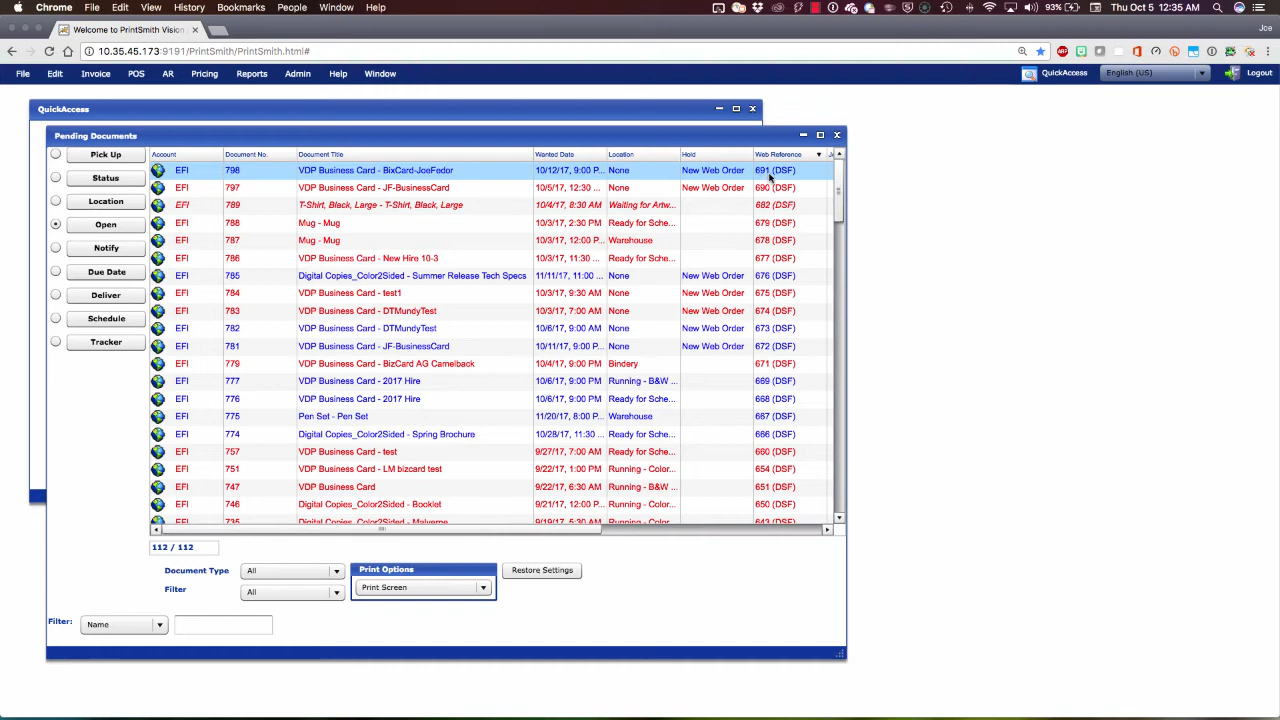 Chrome File Edit View History Bookmarks People Window Help 93% Thu Oct 5 12:35 AM
Welcome to PrintSmith Vision Joe
10.35.45.173:9191/PrintSmith/PrintSmith.html#
File Edit Invoice POS AR Pricing Reports Admin Help Window QuickAccess English (US) Logout
QuickAccess
Pending Documents
Pick Up
Status
Location
Open
Notify
Due Date
Deliver
Schedule
Tracker
Account Document No. Document Title Wanted Date Location Hold Web Reference
EFI 798 VDP Business Card - BixCard-JoeFedor 10/12/17, 9:00 P... None New Web Order 691 (DSF)
EFI 797 VDP Business Card - JF-BusinessCard 10/5/17, 12:30 ... None New Web Order 690 (DSF)
EFI 789 T-Shirt, Black, Large - T-Shirt, Black, Large 10/4/17, 8:30 AM Waiting for Artw... 682 (DSF)
EFI 788 Mug - Mug 10/3/17, 2:30 PM Ready for Sche... 679 (DSF)
EFI 787 Mug - Mug 10/3/17, 12:00 P... Warehouse 678 (DSF)
EFI 786 VDP Business Card - New Hire 10-3 10/3/17, 11:30 ... Ready for Sche... 677 (DSF)
EFI 785 Digital Copies_Color2Sided - Summer Release Tech Specs 11/11/17, 11:00 ... None New Web Order 676 (DSF)
EFI 784 VDP Business Card - test1 10/3/17, 9:30 AM None New Web Order 675 (DSF)
EFI 783 VDP Business Card - DTMundyTest 10/3/17, 7:00 AM None New Web Order 674 (DSF)
EFI 782 VDP Business Card - DTMundyTest 10/6/17, 9:00 AM None New Web Order 673 (DSF)
EFI 781 VDP Business Card - JF-BusinessCard 10/11/17, 9:00 P... None New Web Order 672 (DSF)
EFI 779 VDP Business Card - BizCard AG Camelback 10/4/17, 9:00 PM Bindery 671 (DSF)
EFI 777 VDP Business Card - 2017 Hire 10/6/17, 9:00 PM Running - B&W ... 669 (DSF)
EFI 776 VDP Business Card - 2017 Hire 10/6/17, 9:00 PM Ready for Sche... 668 (DSF)
EFI 775 Pen Set - Pen Set 11/20/17, 8:00 P... Warehouse 667 (DSF)
EFI 774 Digital Copies_Color2Sided - Spring Brochure 10/28/17, 11:30 ... Ready for Sche... 666 (DSF)
EFI 757 VDP Business Card - test 9/27/17, 7:00 AM Ready for Sche... 660 (DSF)
EFI 751 VDP Business Card - LM bizcard test 9/22/17, 1:00 PM Running - Color... 654 (DSF)
EFI 747 VDP Business Card 9/22/17, 6:30 AM Running - B&W ... 651 (DSF)
EFI 746 Digital Copies_Color2Sided - Booklet 9/21/17, 12:00 P... Running - Color... 650 (DSF)
EFI 735 Digital Copies_Color2Sided - Malverne 9/19/17, 5:30 AM Running - Color... 643 (DSF)
112 / 112
Document Type All
Filter All
Print Options
Print Screen
Restore Settings
Filter: Name